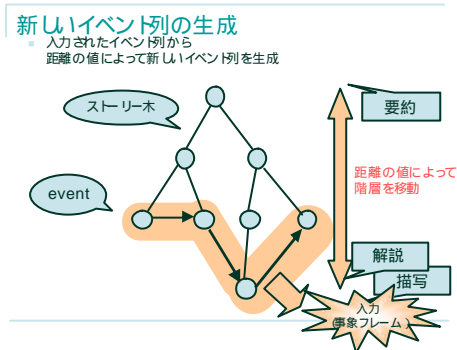 新しいイベント列の生成
入力されたイベント列から
距離の値によって新しいイベント列を生成
ストーリー木
要約
距離の値によって
階層を移動
event
解説
描写
入力
(事象フレーム)